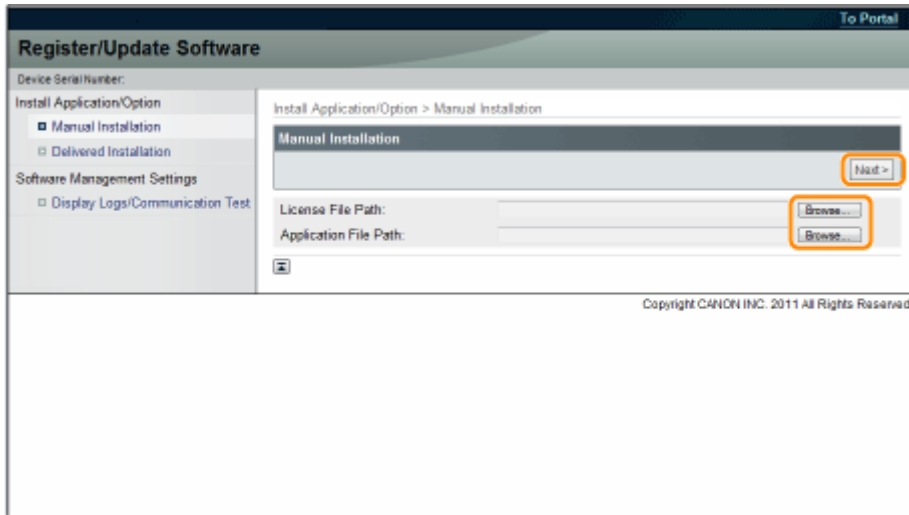 To Portal
Register/Update Software
Device Serial Number:
Install Application/Option
Manual Installation
Delivered Installation
Software Management Settings
Display Logs/Communication Test
Install Application/Option > Manual Installation
Manual Installation
Next >
License File Path:
Browse...
Application File Path:
Browse...
Copyright CANON INC. 2011 All Rights Reserved